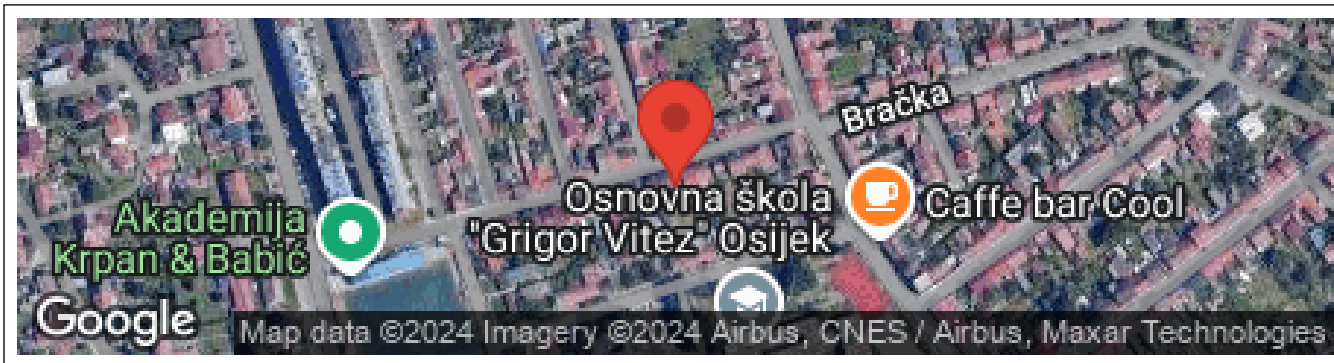 Bračka
Akademija
Krpan & Babić
Osnovna škola
"Grigor Vitez" Osijek
Caffe bar Cool
Google
Map data ©2024 Imagery ©2024 Airbus, CNES / Airbus, Maxar Technologies